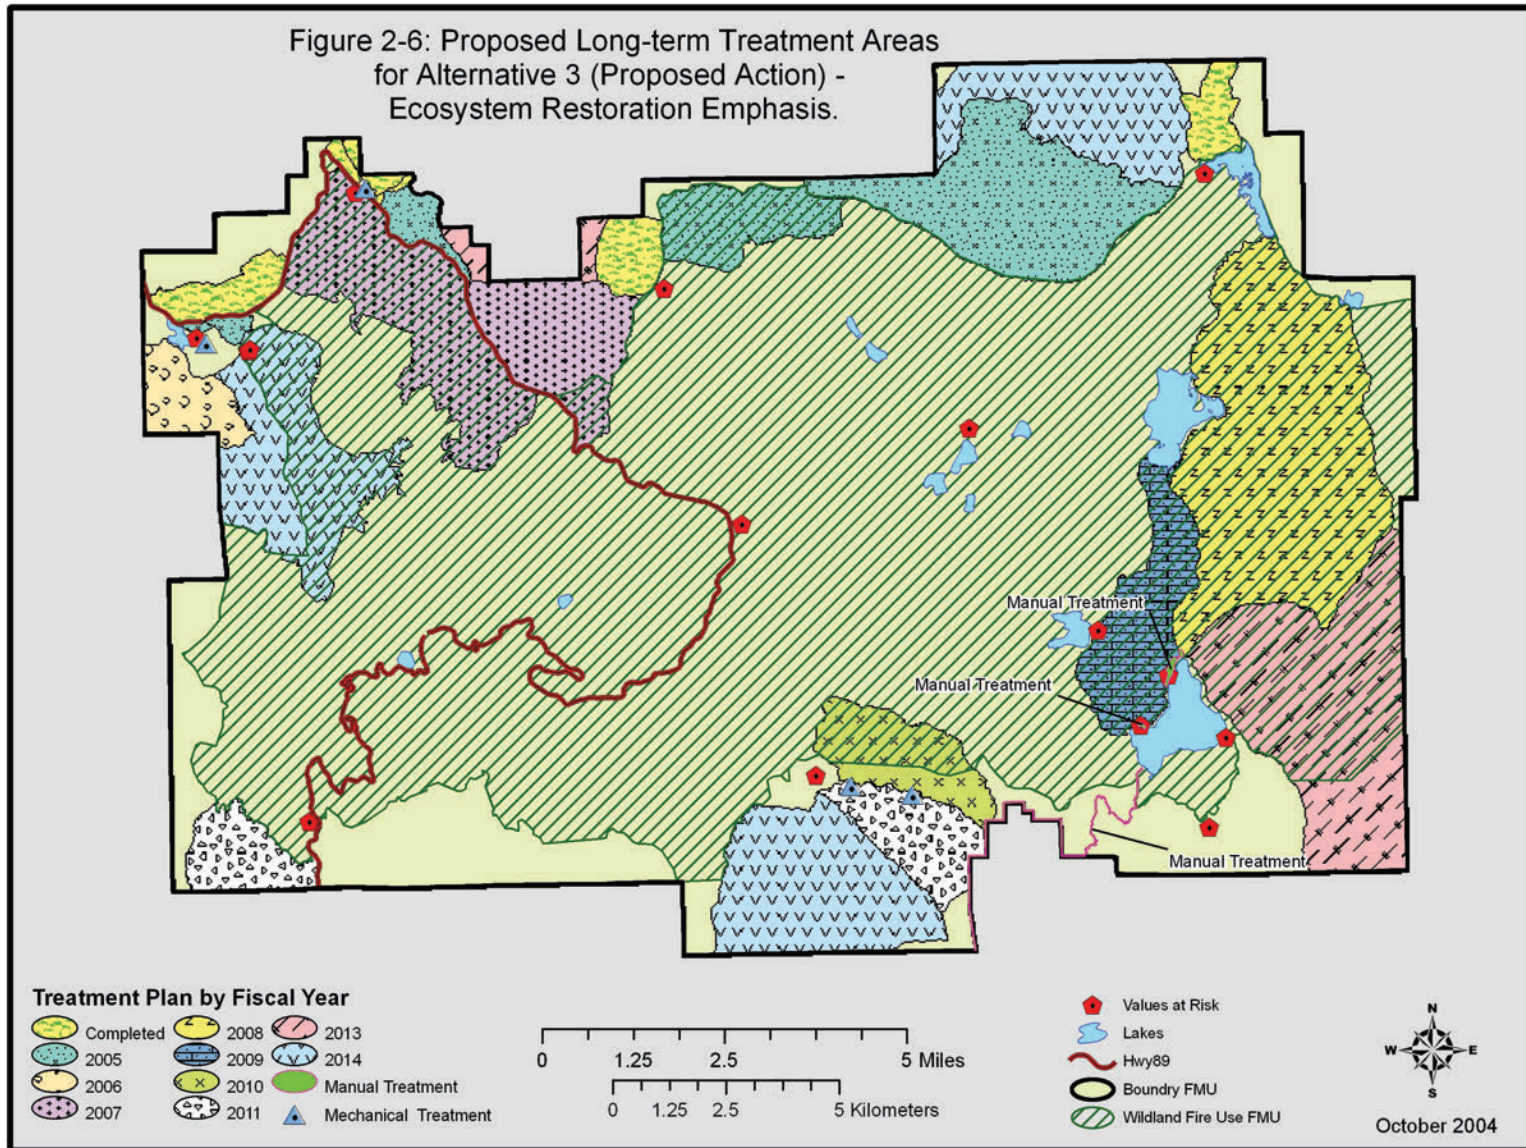 Figure 2-6: Proposed Long-term Treatment Areas
for Alternative 3 (Proposed Action) -
Ecosystem Restoration Emphasis.
Manual Treatment
Manual Treatment
Manual Treatment
Treatment Plan by Fiscal Year
Completed
2005
2006
2007
2008
2009
2010
2011
2013
2014
Manual Treatment
Mechanical Treatment
0 1.25 2.5 5 Miles
0 1.25 2.5 5 Kilometers
Values at Risk
Lakes
Hwy89
Boundry FMU
Wildland Fire Use FMU
N
W E
S
October 2004